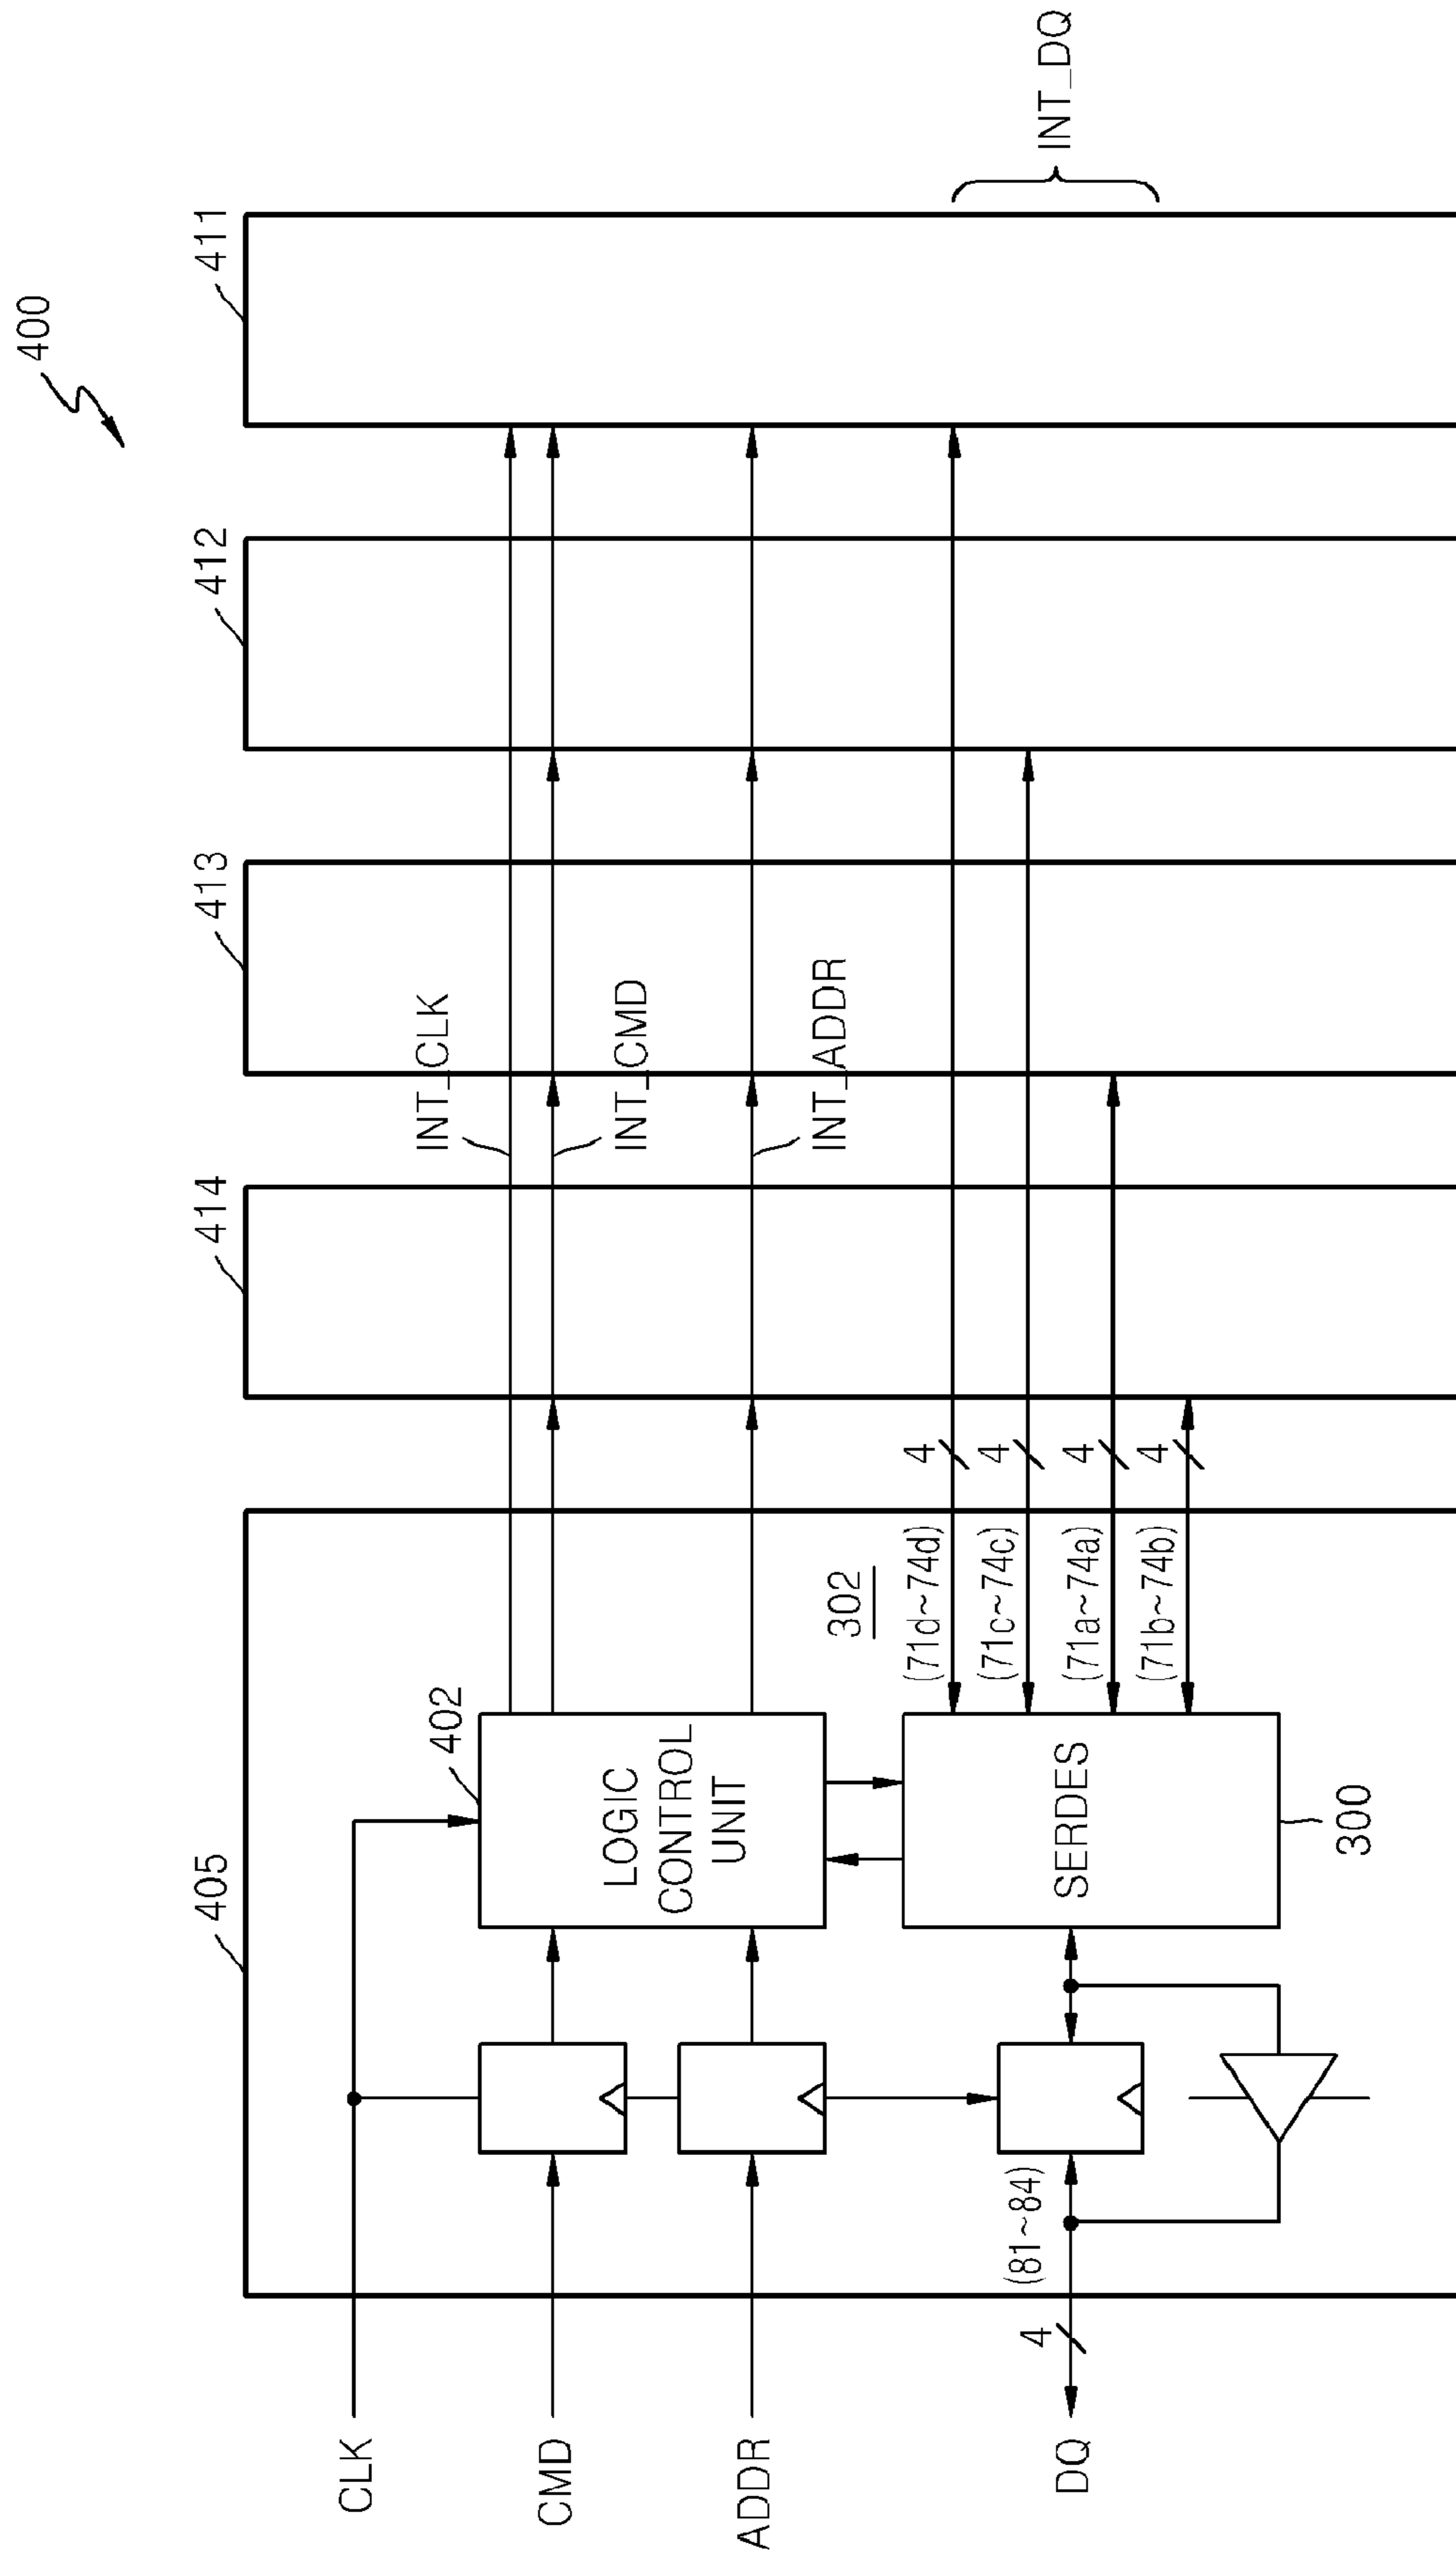 400
405
414
413
412
411
CLK
402
INT_CLK
CMD
LOGIC
CONTROL
UNIT
INT_CMD
ADDR
302
INT_ADDR
(71d~74d)
4
(71c~74c)
4
(71a~74a)
4
(71b~74b)
4
INT_DQ
DQ
4
(81~84)
SERDES
300